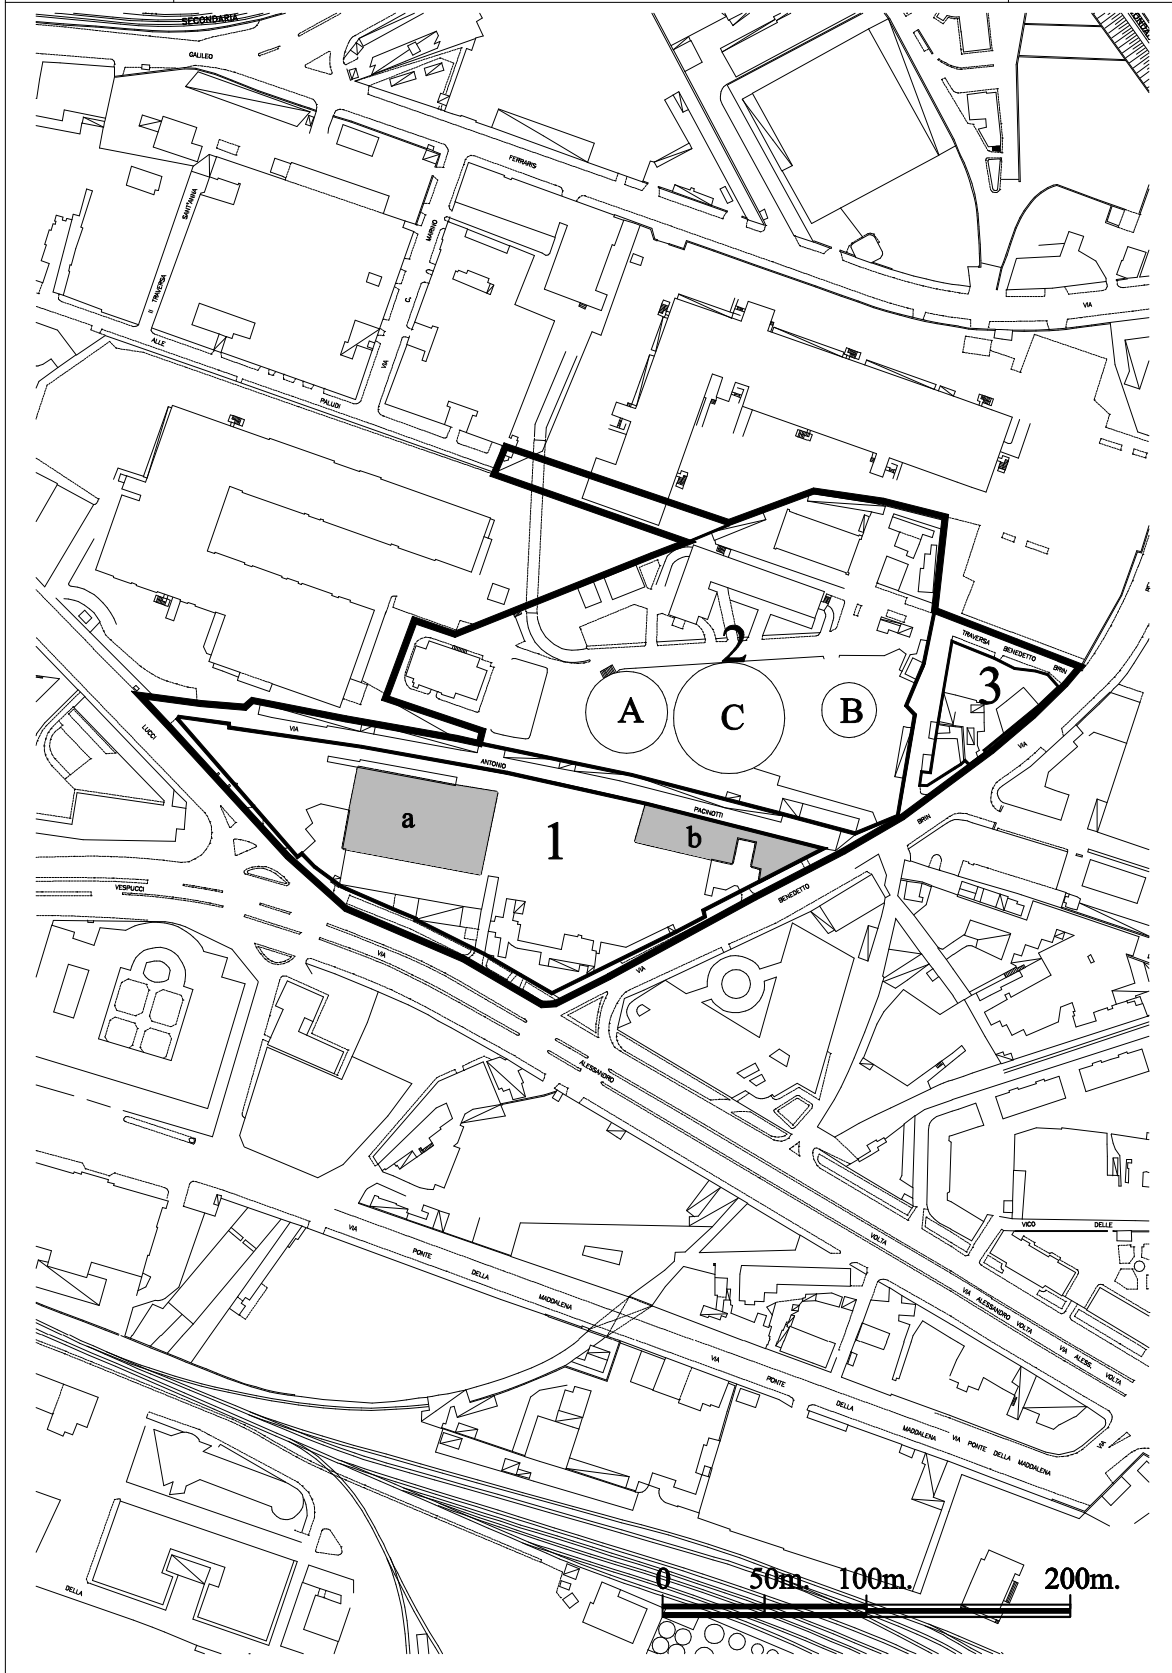 SECONDARIA
GALILEO
FERRARIS
SANT'ANNA
TRAVERSA
MARINO
C.
VIA
VIA
ALLE
PALUDI
TRAVERSA
BENEDETTO
BRIN
2
3
A
C
B
LUCCI
VIA
ANTONIO
PACINOTTI
VIA
BRIN
a
1
b
VESPUCCI
BENEDETTO
VIA
VIA
ALESSANDRO
VOLTA
VICO
DELLE
VIA
PONTE
DELLA
MADDALENA
VIA ALESSANDRO VOLTA
VIA ALESS. VOLTA
VIA
PONTE
DELLA
MADDALENA
VIA PONTE DELLA MADDALENA
VIA
DELLA
0 50m. 100m. 200m.